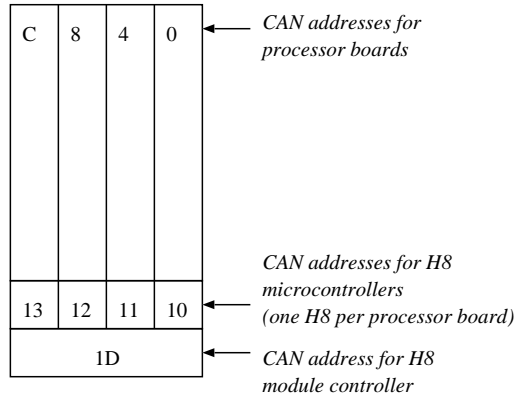 C 8 4 0
CAN addresses for
processor boards
CAN addresses for H8
microcontrollers
(one H8 per processor board)
13 12 11 10
1D
CAN address for H8
module controller